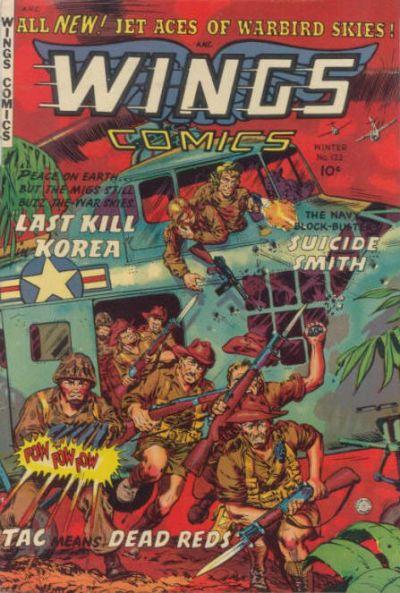 WINGS COMICS
A.N.C.
ALL NEW! JET ACES OF WARBIRD SKIES!
ANC
WINGS
COMICS
WINTER
No. 122
10¢
PEACE ON EARTH...
BUT THE MIGS STILL
BUZZ THE WAR SKIES
"LAST KILL
IN
KOREA"
THE NAVY
BLOCK-BUSTER
SUICIDE
SMITH
POW POW POW
TAC MEANS DEAD REDS